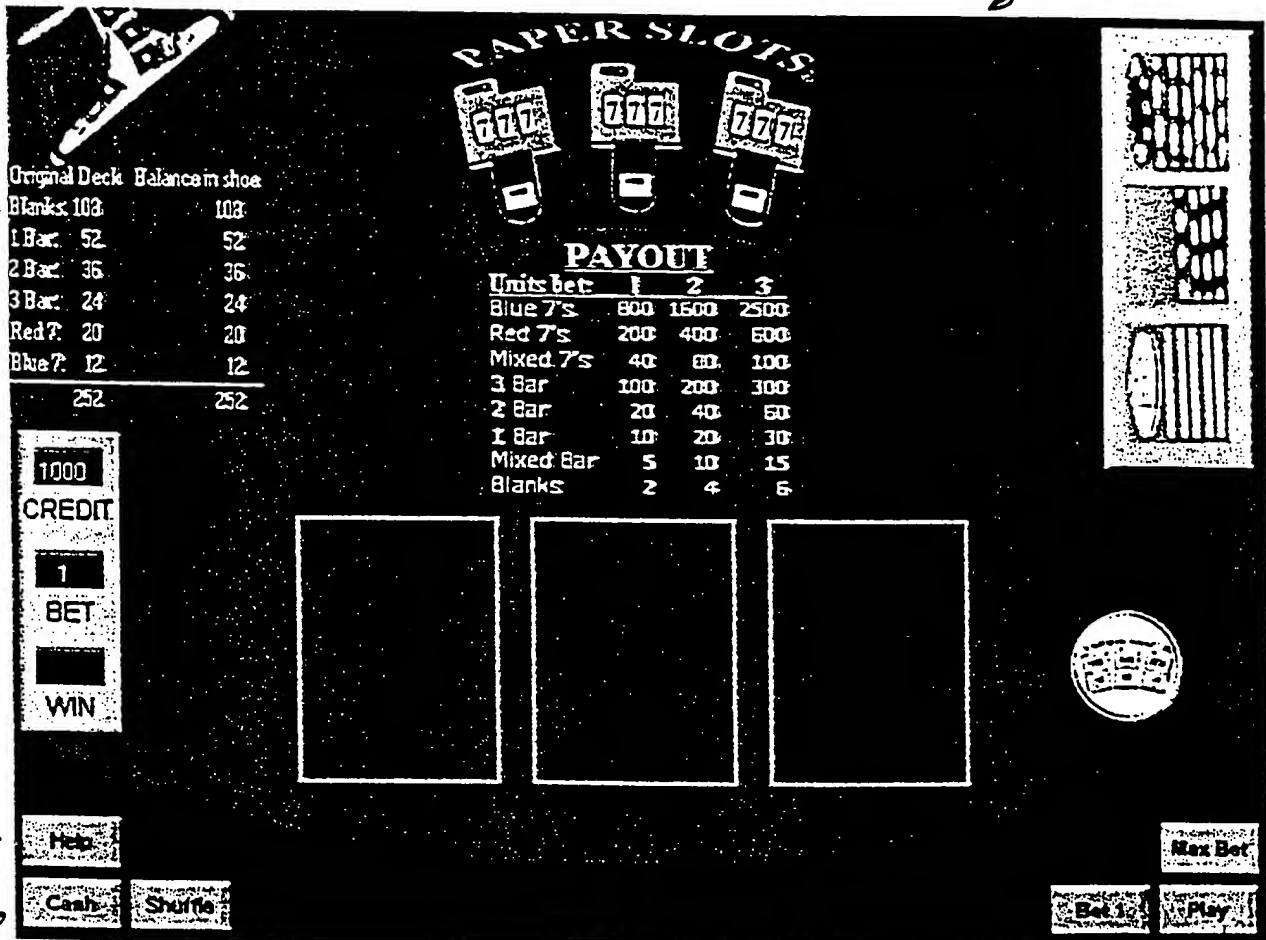 PAPER SLOTS
777 777 777
Original Deck Balance in shoe
Blanks: 108 108
1 Bar: 52 52
2 Bar: 36 36
3 Bar: 24 24
Red 7: 20 20
Blue 7: 12 12
252 252
PAYOUT
Units bet: 1 2 3
Blue 7's 800 1600 2500
Red 7's 200 400 600
Mixed 7's 40 80 100
3 Bar 100 200 300
2 Bar 20 40 60
1 Bar 10 20 30
Mixed Bar 5 10 15
Blanks 2 4 6
1000
CREDIT
1
BET
WIN
Help
Cash Shuffle
Max Bet
Bet 1 Play